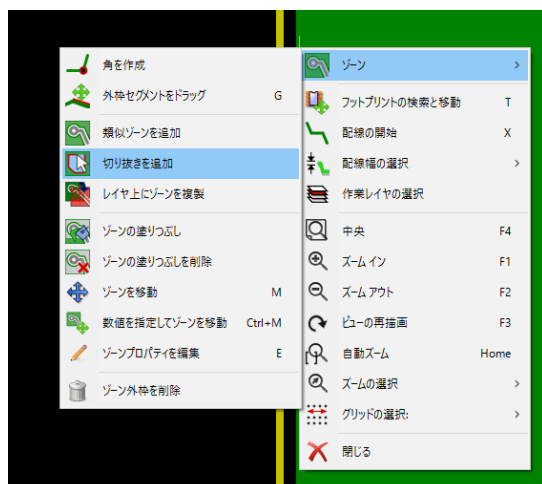 角を作成
外枠セグメントをドラッグ G
類似ゾーンを追加
切り抜きを追加
レイヤ上にゾーンを複製
ゾーンの塗りつぶし
ゾーンの塗りつぶしを削除
ゾーンを移動 M
数値を指定してゾーンを移動 Ctrl+M
ゾーンプロパティを編集 E
ゾーン外枠を削除
ゾーン >
フットプリントの検索と移動 T
配線の開始 X
配線幅の選択 >
作業レイヤの選択
中央 F4
ズーム イン F1
ズーム アウト F2
ビューの再描画 F3
自動ズーム Home
ズームの選択 >
グリッドの選択: >
閉じる